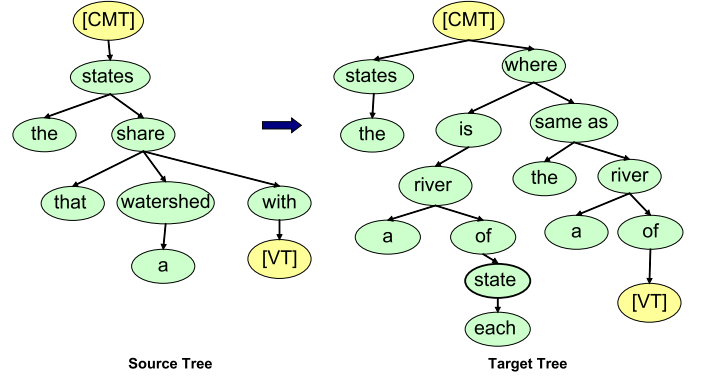 [CMT]
states
the
share
that
watershed
with
a
[VT]
Source Tree
[CMT]
states
where
the
is
same as
river
the
river
a
of
a
of
state
[VT]
each
Target Tree